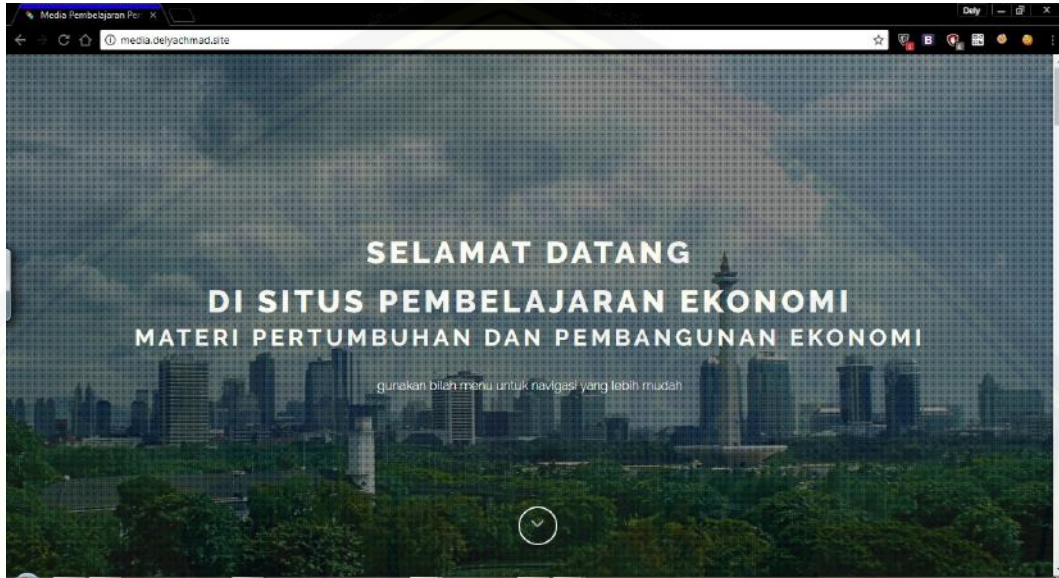 Media Pembelajaran Per
Dely
media.delyachmad.site
B
SELAMAT DATANG
DI SITUS PEMBELAJARAN EKONOMI
MATERI PERTUMBUHAN DAN PEMBANGUNAN EKONOMI
gunakan bilah menu untuk navigasi yang lebih mudah